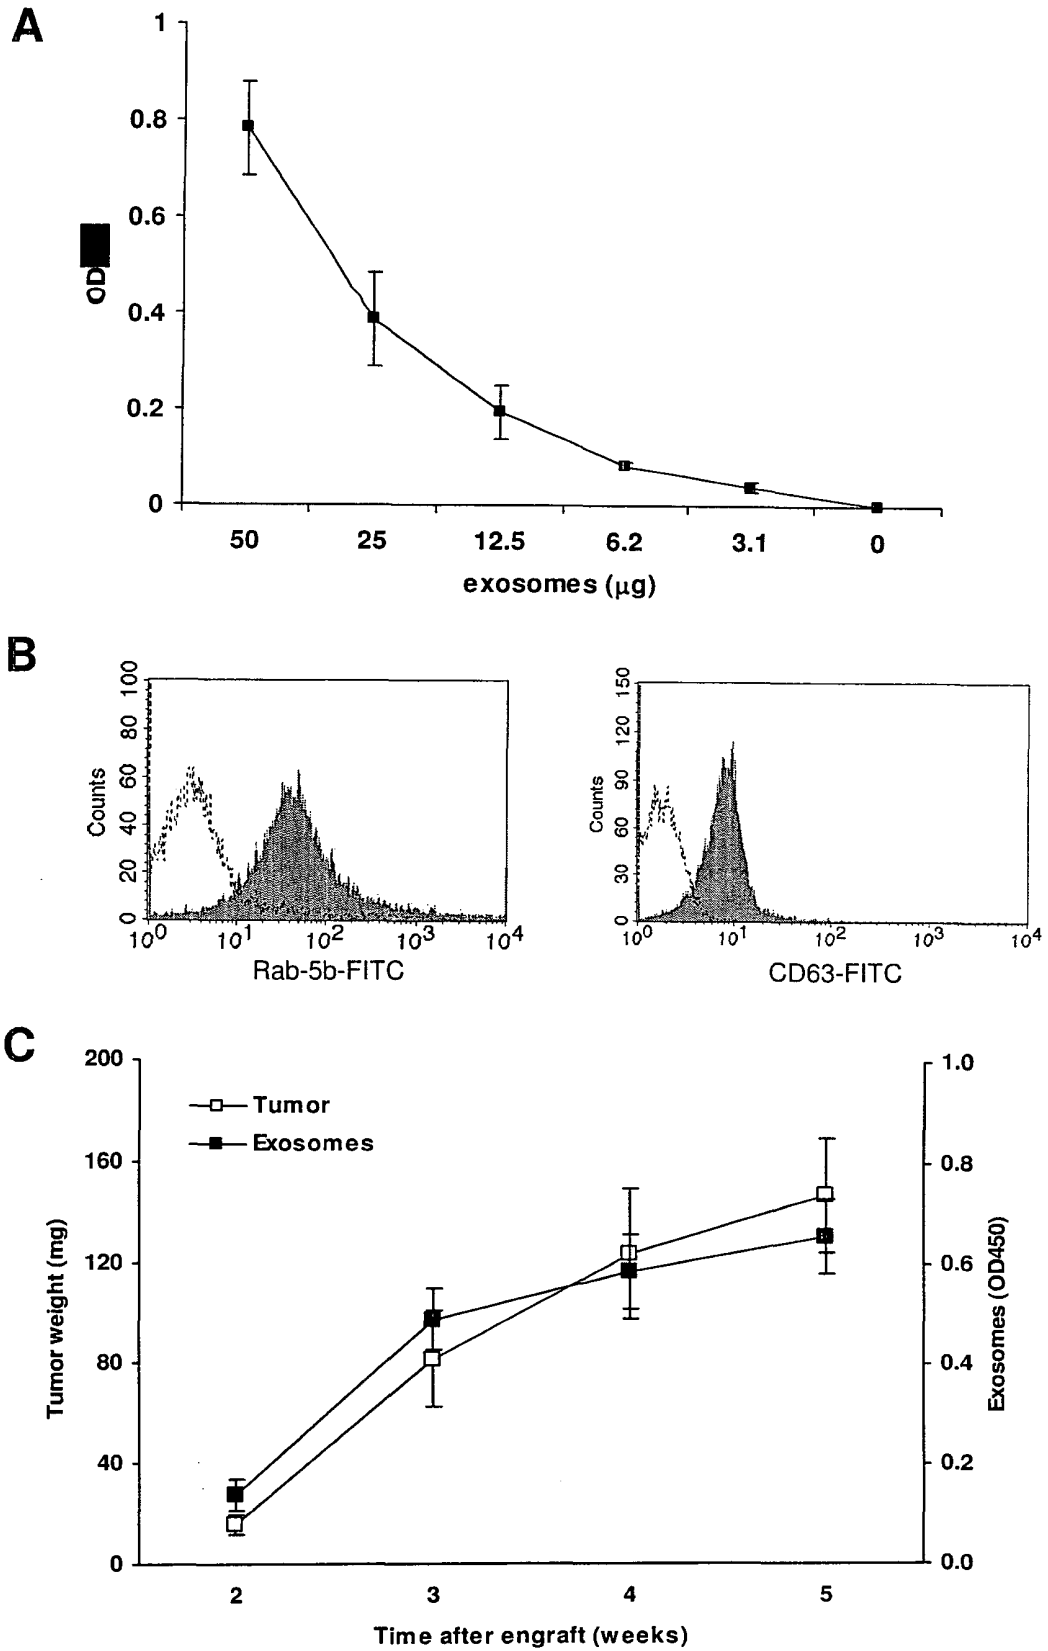 A
1
0.8
0.6
0.4
0.2
0
OD
50 25 12.5 6.2 3.1 0
exosomes (μg)
B
100
80
60
40
20
0
Counts
10^0 10^1 10^2 10^3 10^4
Rab-5b-FITC
150
120
90
60
30
0
Counts
10^0 10^1 10^2 10^3 10^4
CD63-FITC
C
200
160
120
80
40
0
Tumor weight (mg)
Tumor
Exosomes
1.0
0.8
0.6
0.4
0.2
0.0
Exosomes (OD450)
2 3 4 5
Time after engraft (weeks)